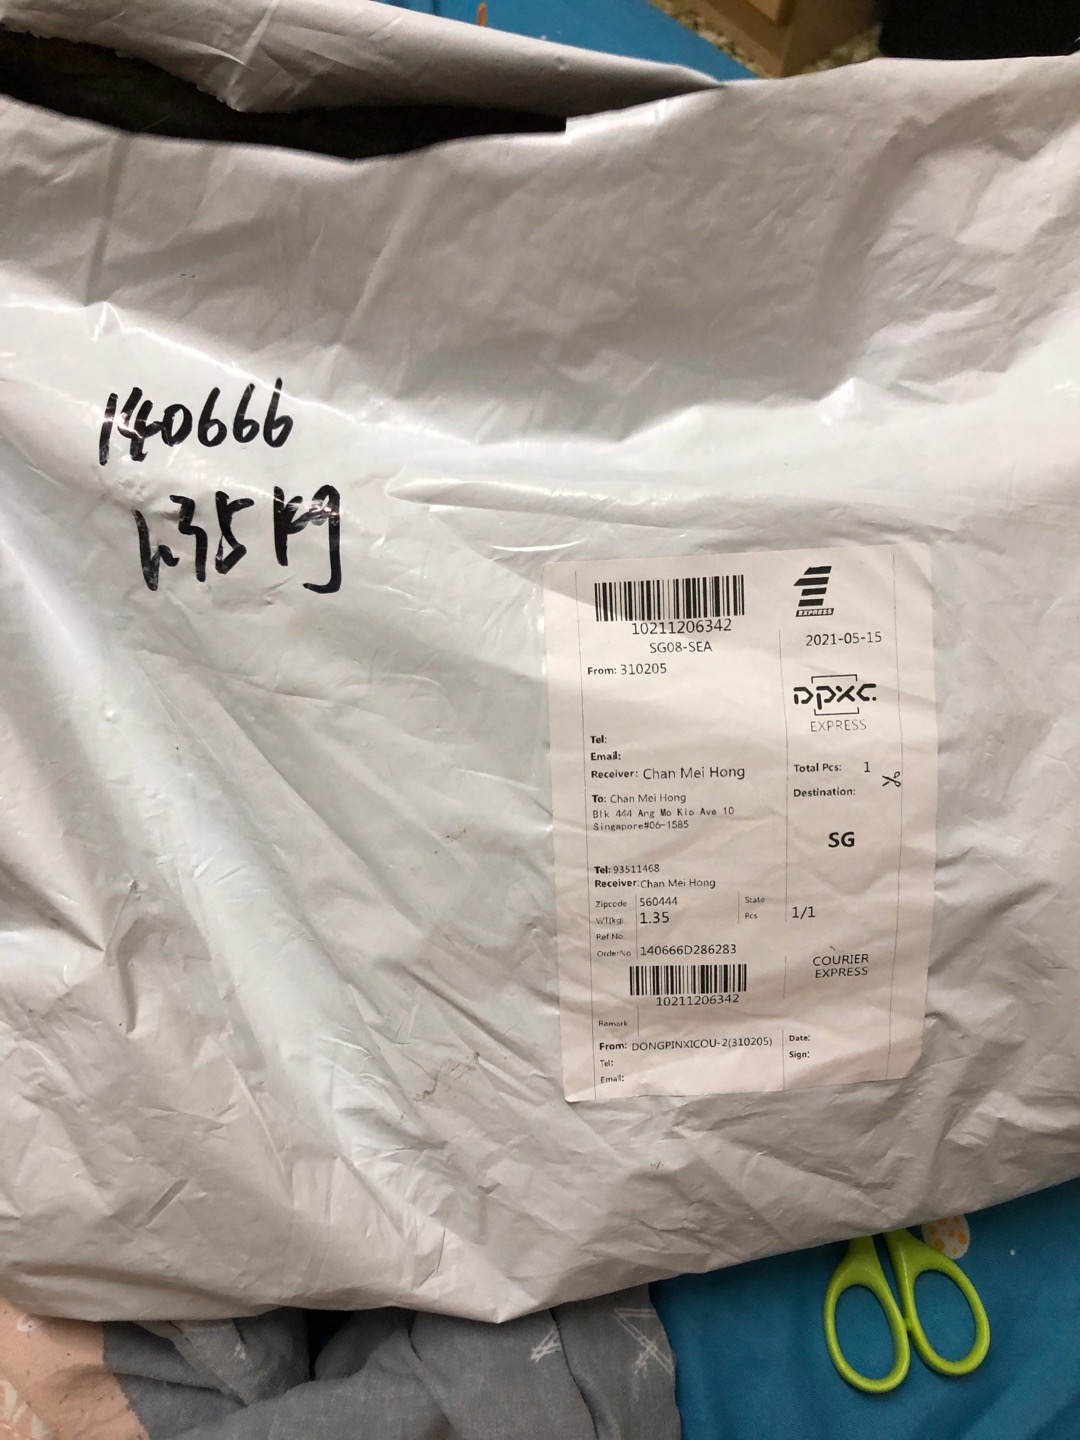 140666
1.35 kg
10211206342
SG08-SEA
From: 310205
EXPRESS
2021-05-15
DPXC.
EXPRESS
Tel:
Email:
Receiver: Chan Mei Hong
To: Chan Mei Hong
Blk 444 Ang Mo Kio Ave 10
Singapore#06-1585
Total Pcs: 1
Destination:
SG
Tel: 93511468
Receiver: Chan Mei Hong
Zipcode 560444 State
WT(kg) 1.35 Pcs 1/1
Ref No.
OrderNo 140666D286283
10211206342
COURIER
EXPRESS
Remark
From: DONGPINXICOU-2(310205)
Tel:
Email:
Date:
Sign: